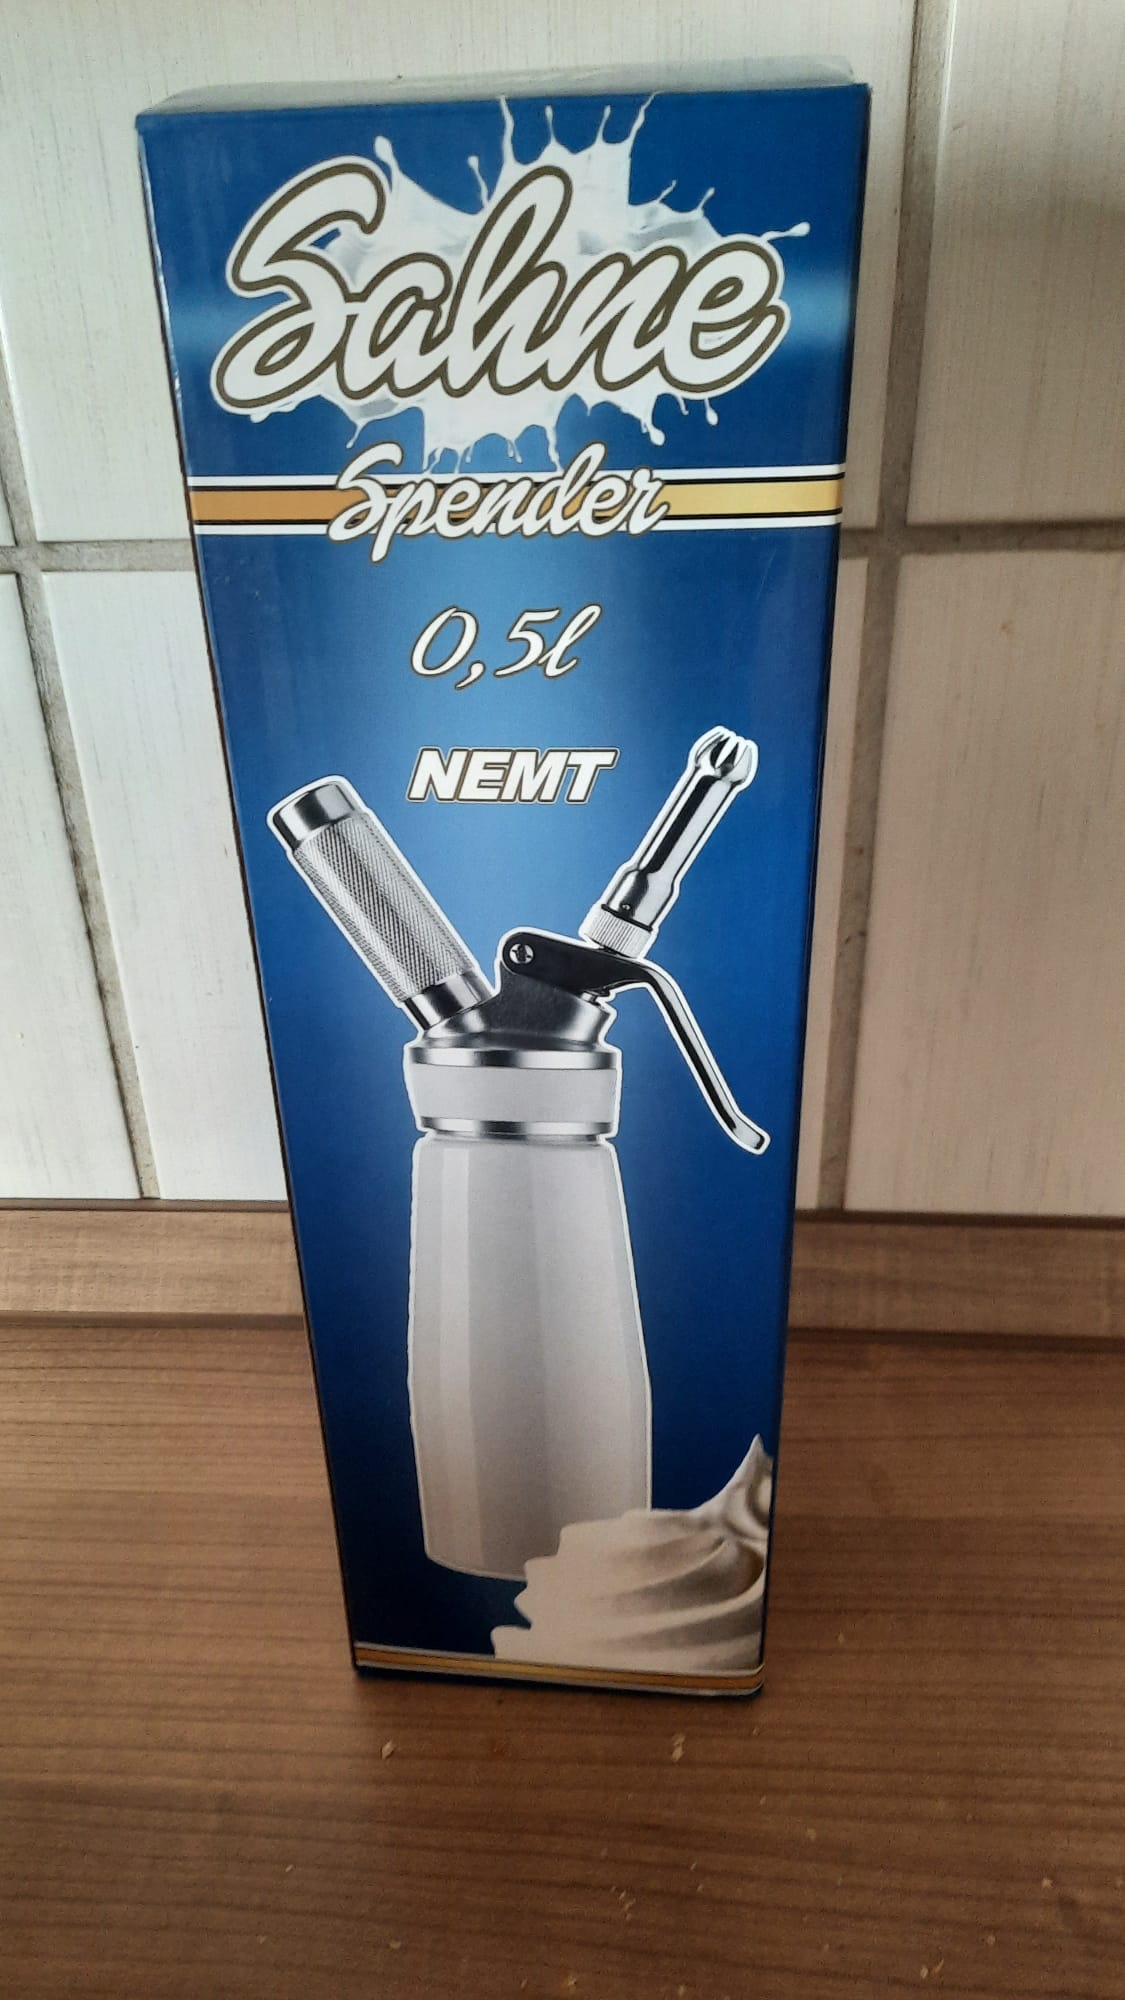 Sahne
Spender
0,5l
NEMT